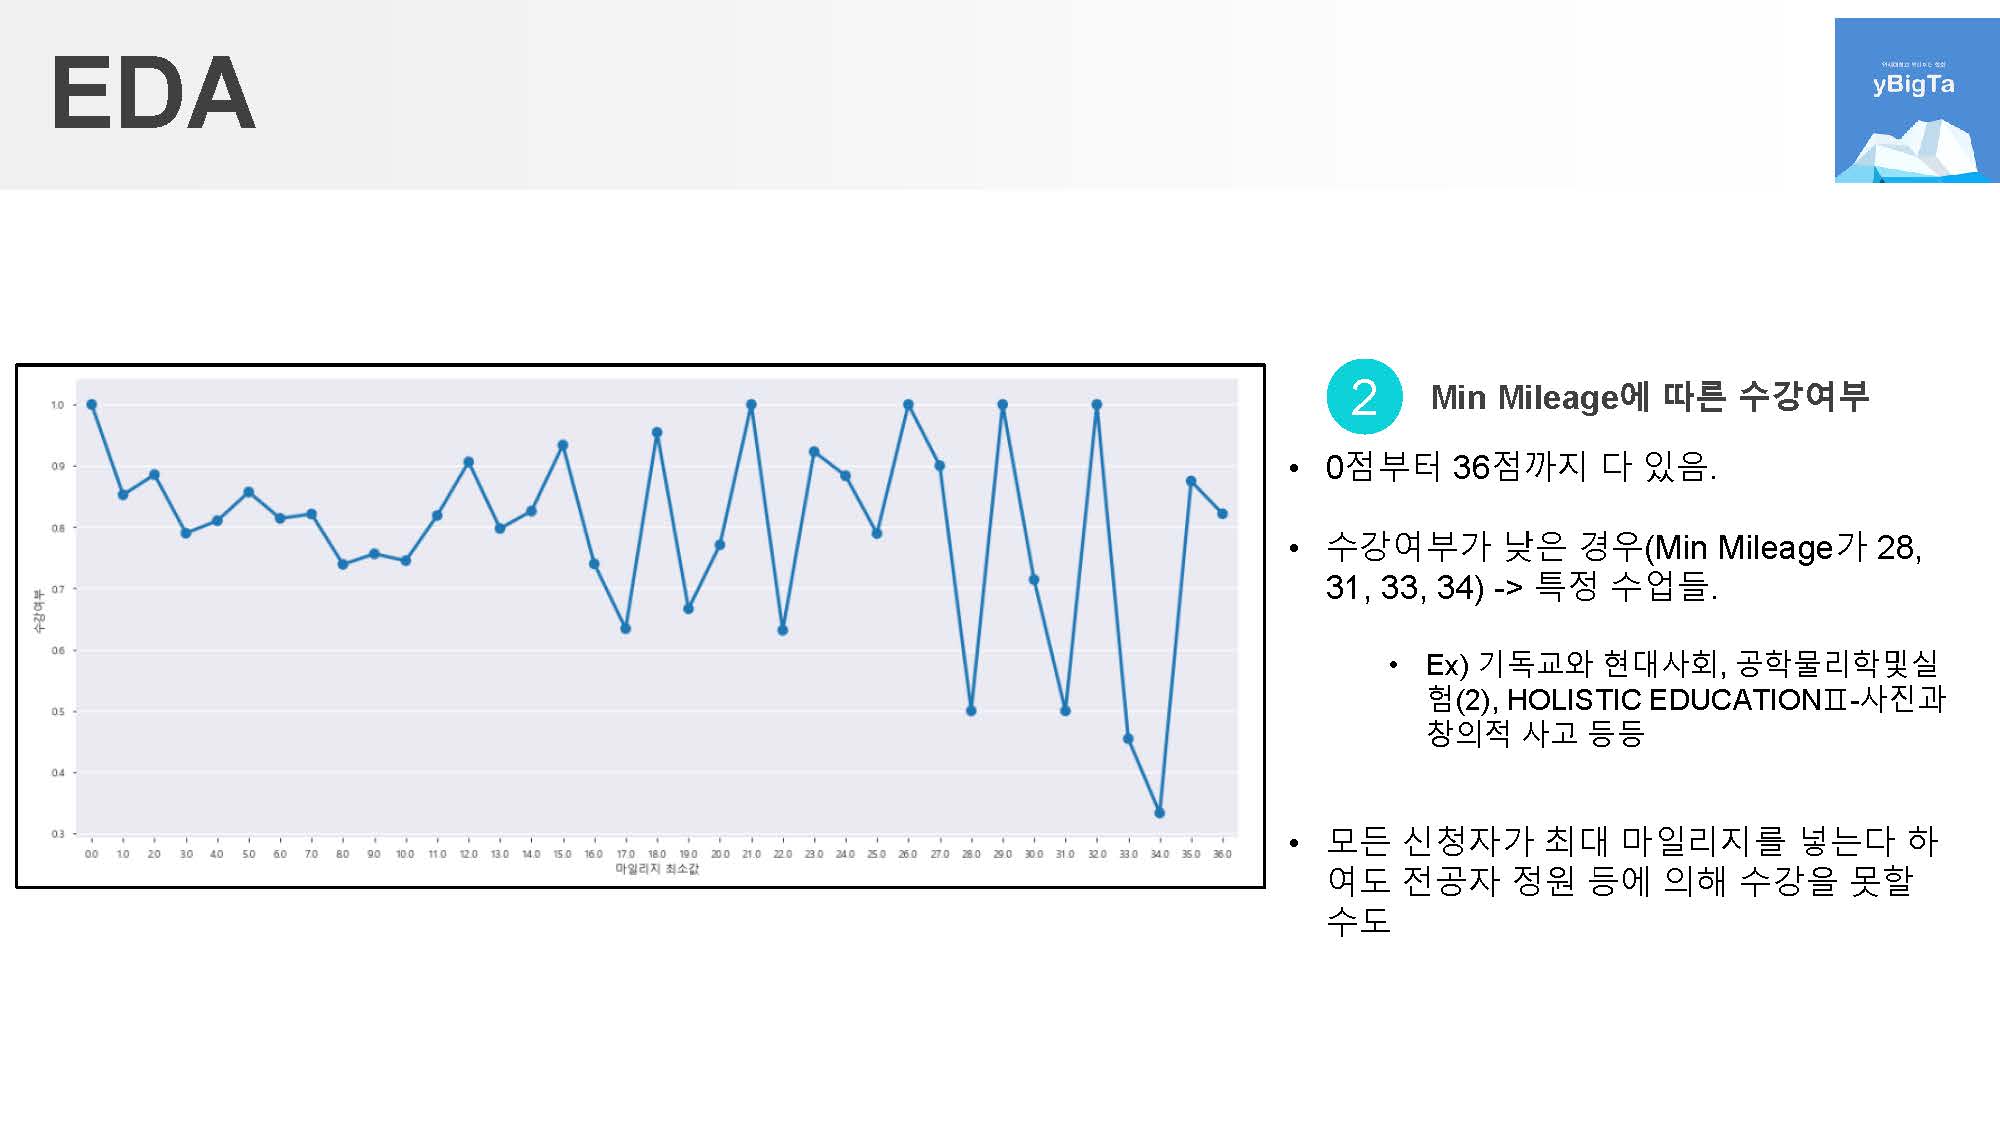 EDA
yBigTa
2
Min Mileage에 따른 수강여부
• 0점부터 36점까지 다 있음.
• 수강여부가 낮은 경우(Min Mileage가 28,
31, 33, 34) -> 특정 수업들.
• Ex) 기독교와 현대사회, 공학물리학및실
험(2), HOLISTIC EDUCATIONⅡ-사진과
창의적 사고 등등
• 모든 신청자가 최대 마일리지를 넣는다 하
여도 전공자 정원 등에 의해 수강을 못할
수도
1.0
0.9
0.8
0.7
0.6
0.5
0.4
0.3
수강여부
0.0 1.0 2.0 3.0 4.0 5.0 6.0 7.0 8.0 9.0 10.0 11.0 12.0 13.0 14.0 15.0 16.0 17.0 18.0 19.0 20.0 21.0 22.0 23.0 24.0 25.0 26.0 27.0 28.0 29.0 30.0 31.0 32.0 33.0 34.0 35.0 36.0
마일리지 최소값